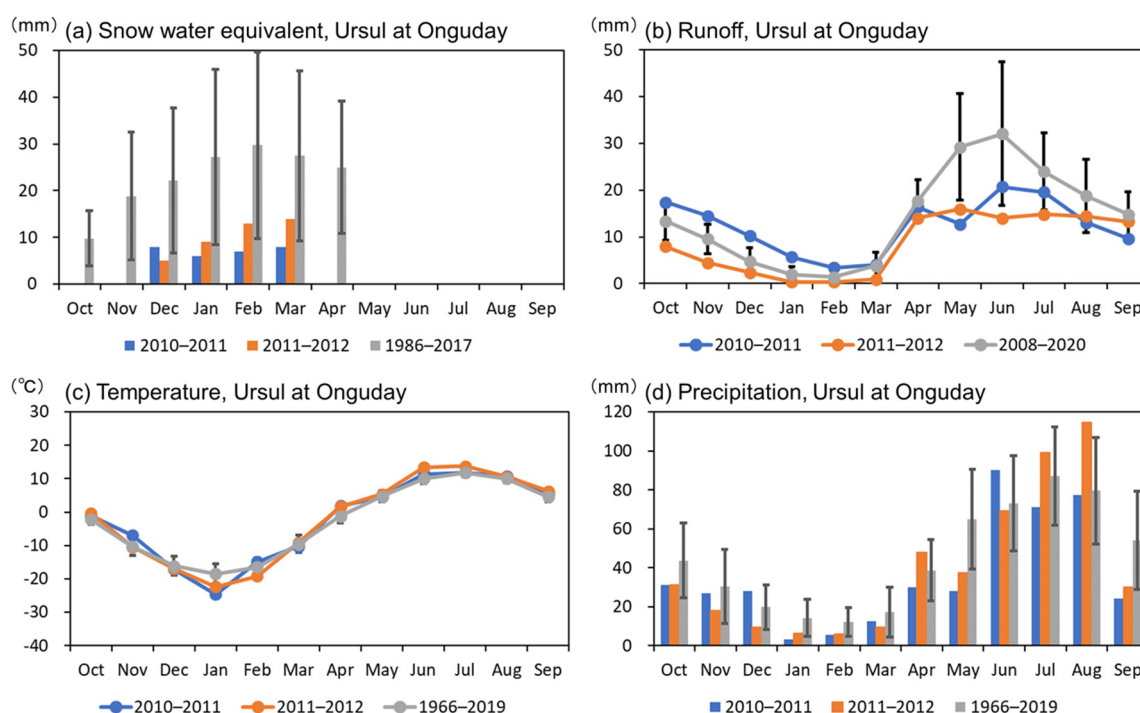 (mm) (a) Snow water equivalent, Ursul at Onguday
50
40
30
20
10
0
Oct Nov Dec Jan Feb Mar Apr May Jun Jul Aug Sep
2010–2011 2011–2012 1986–2017
(mm) (b) Runoff, Ursul at Onguday
50
40
30
20
10
0
Oct Nov Dec Jan Feb Mar Apr May Jun Jul Aug Sep
2010–2011 2011–2012 2008–2020
(℃) (c) Temperature, Ursul at Onguday
30
20
10
0
-10
-20
-30
-40
Oct Nov Dec Jan Feb Mar Apr May Jun Jul Aug Sep
2010–2011 2011–2012 1966–2019
(mm) (d) Precipitation, Ursul at Onguday
120
100
80
60
40
20
0
Oct Nov Dec Jan Feb Mar Apr May Jun Jul Aug Sep
2010–2011 2011–2012 1966–2019